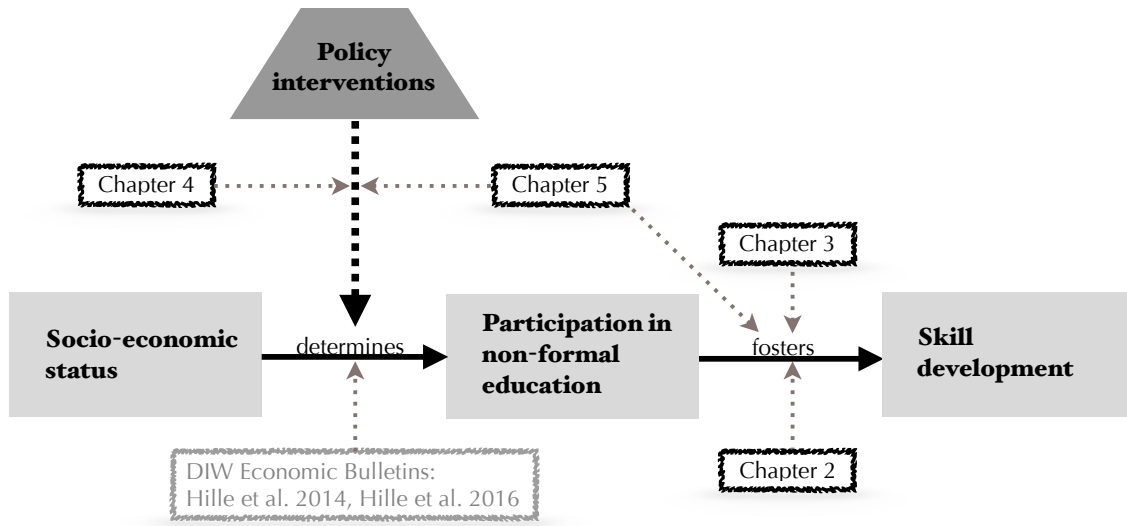 Policy
interventions
Chapter 4
Chapter 5
Chapter 3
Socio-economic
status
determines
Participation in
non-formal
education
fosters
Skill
development
DIW Economic Bulletins:
Hille et al. 2014, Hille et al. 2016
Chapter 2